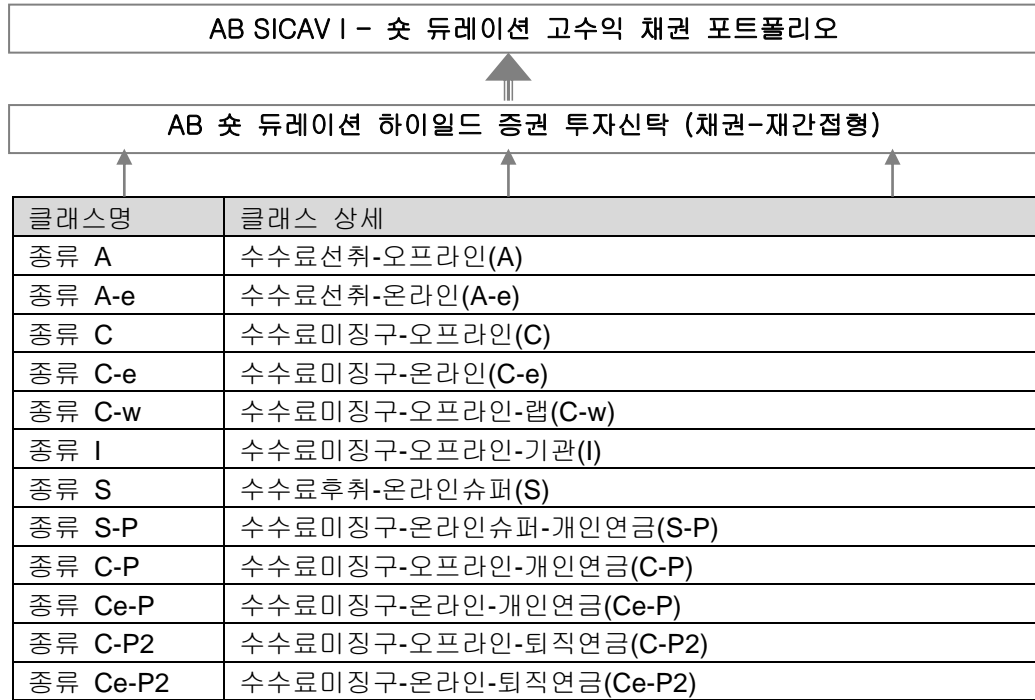 AB SICAV I - 숏 듀레이션 고수익 채권 포트폴리오
AB 숏 듀레이션 하이일드 증권 투자신탁 (채권-재간접형)
클래스명 클래스 상세
종류 A 수수료선취-오프라인(A)
종류 A-e 수수료선취-온라인(A-e)
종류 C 수수료미징구-오프라인(C)
종류 C-e 수수료미징구-온라인(C-e)
종류 C-w 수수료미징구-오프라인-랩(C-w)
종류 I 수수료미징구-오프라인-기관(I)
종류 S 수수료후취-온라인슈퍼(S)
종류 S-P 수수료미징구-온라인슈퍼-개인연금(S-P)
종류 C-P 수수료미징구-오프라인-개인연금(C-P)
종류 Ce-P 수수료미징구-온라인-개인연금(Ce-P)
종류 C-P2 수수료미징구-오프라인-퇴직연금(C-P2)
종류 Ce-P2 수수료미징구-온라인-퇴직연금(Ce-P2)